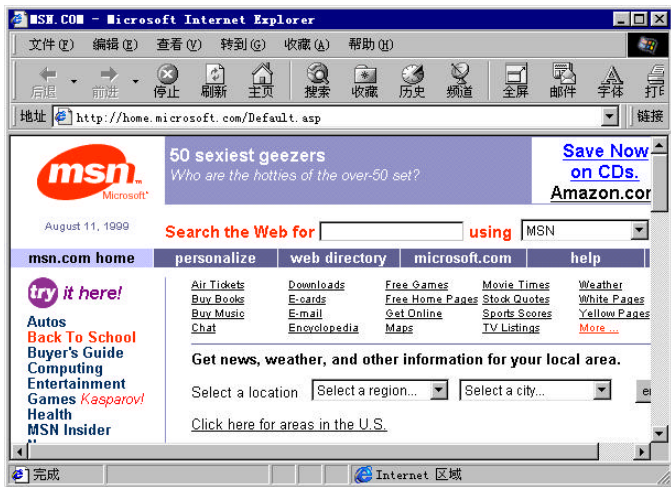 MSN.COM - Microsoft Internet Explorer
文件(F) 编辑(E) 查看(V) 转到(G) 收藏(A) 帮助(H)
后退 前进 停止 刷新 主页 搜索 收藏 历史 频道 全屏 邮件 字体
地址 http://home.microsoft.com/Default.asp 链接
msn.
Microsoft*
50 sexiest geezers
Who are the hotties of the over-50 set?
Save Now
on CDs.
Amazon.cor
August 11, 1999
Search the Web for using MSN
msn.com home personalize web directory microsoft.com help
try it here!
Autos
Back To School
Buyer's Guide
Computing
Entertainment
Games Kasparov!
Health
MSN Insider
Air Tickets Downloads Free Games Movie Times Weather
Buy Books E-cards Free Home Pages Stock Quotes White Pages
Buy Music E-mail Get Online Sports Scores Yellow Pages
Chat Encyclopedia Maps TV Listings More ...
Get news, weather, and other information for your local area.
Select a location Select a region... Select a city...
Click here for areas in the U.S.
完成 Internet 区域